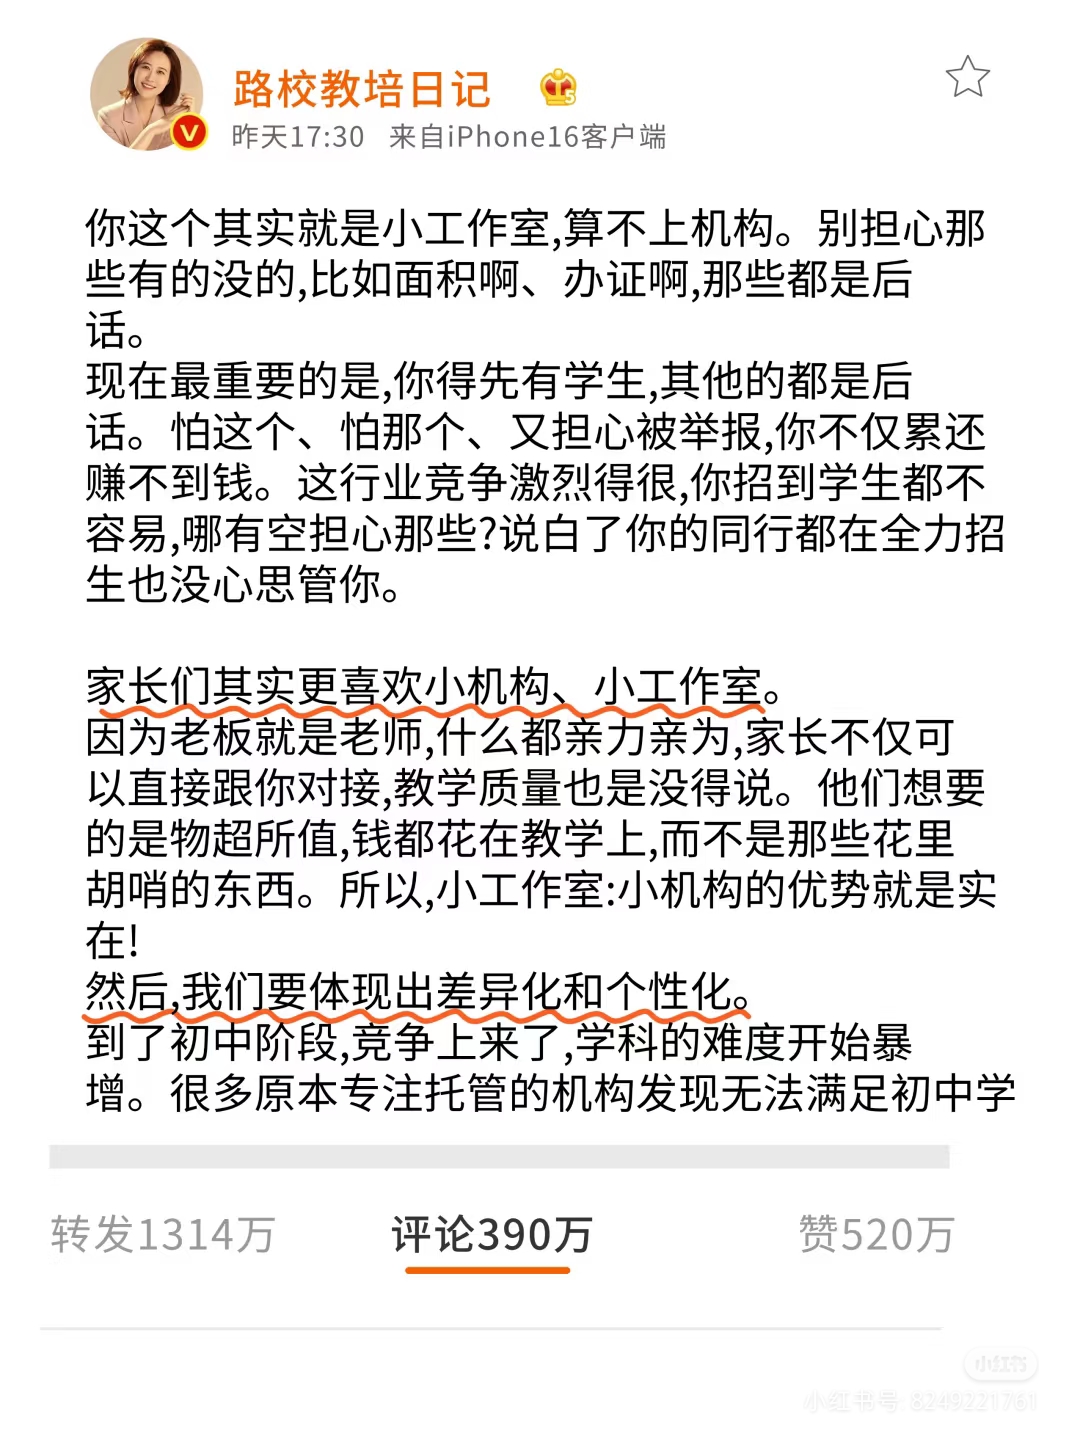 路校教培日记
昨天17:30 来自iPhone16客户端
你这个其实就是小工作室,算不上机构。别担心那
些有的没的,比如面积啊、办证啊,那些都是后
话。
现在最重要的是,你得先有学生,其他的都是后
话。怕这个、怕那个、又担心被举报,你不仅累还
赚不到钱。这行业竞争激烈得很,你招到学生都不
容易,哪有空担心那些?说白了你的同行都在全力招
生也没心思管你。
家长们其实更喜欢小机构、小工作室。
因为老板就是老师,什么都亲力亲为,家长不仅可
以直接跟你对接,教学质量也是没得说。他们想要
的是物超所值,钱都花在教学上,而不是那些花里
胡哨的东西。所以,小工作室:小机构的优势就是实
在!
然后,我们要体现出差异化和个性化。
到了初中阶段,竞争上来了,学科的难度开始暴
增。很多原本专注托管的机构发现无法满足初中学
转发1314万 评论390万 赞520万
小红书
小红书号: 8249221761